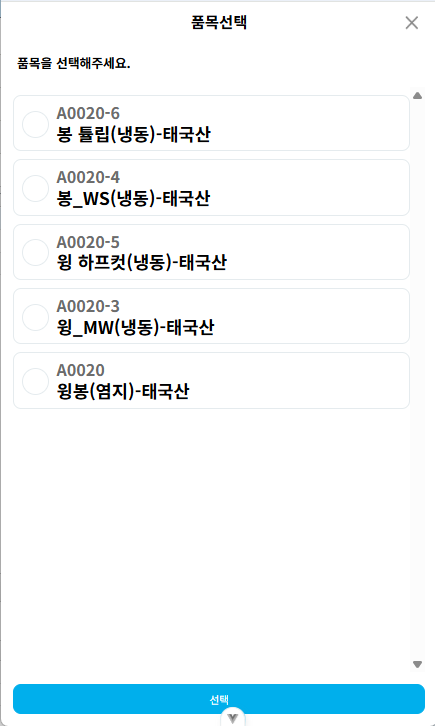 품목선택
품목을 선택해주세요.
A0020-6
봉 튤립(냉동)-태국산
A0020-4
봉_WS(냉동)-태국산
A0020-5
윙 하프컷(냉동)-태국산
A0020-3
윙_MW(냉동)-태국산
A0020
윙봉(염지)-태국산
선택